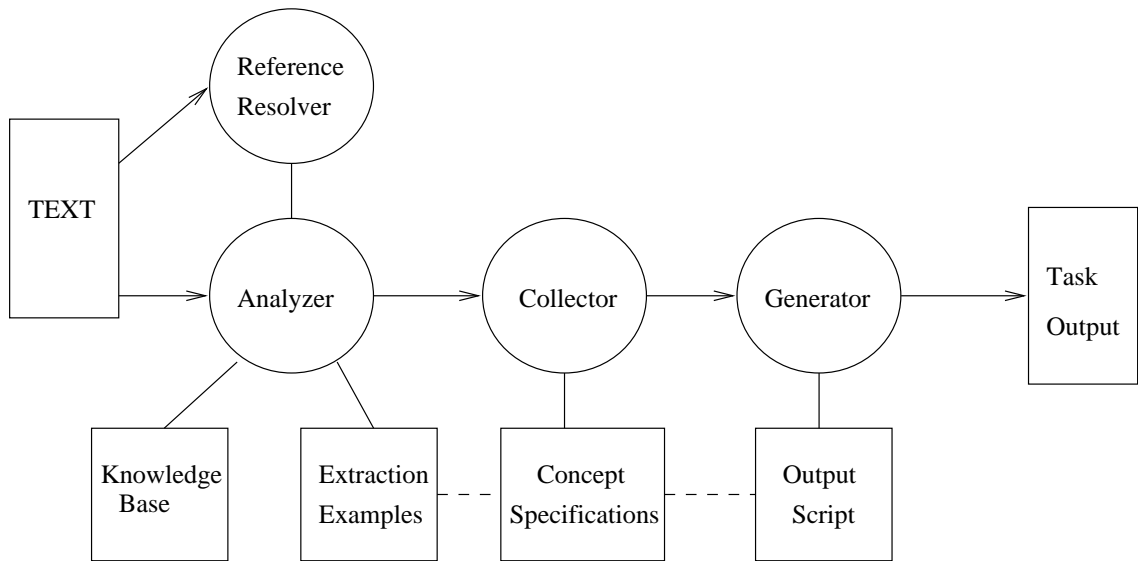 Reference
Resolver
TEXT
Analyzer
Collector
Generator
Task
Output
Knowledge
Base
Extraction
Examples
Concept
Specifications
Output
Script